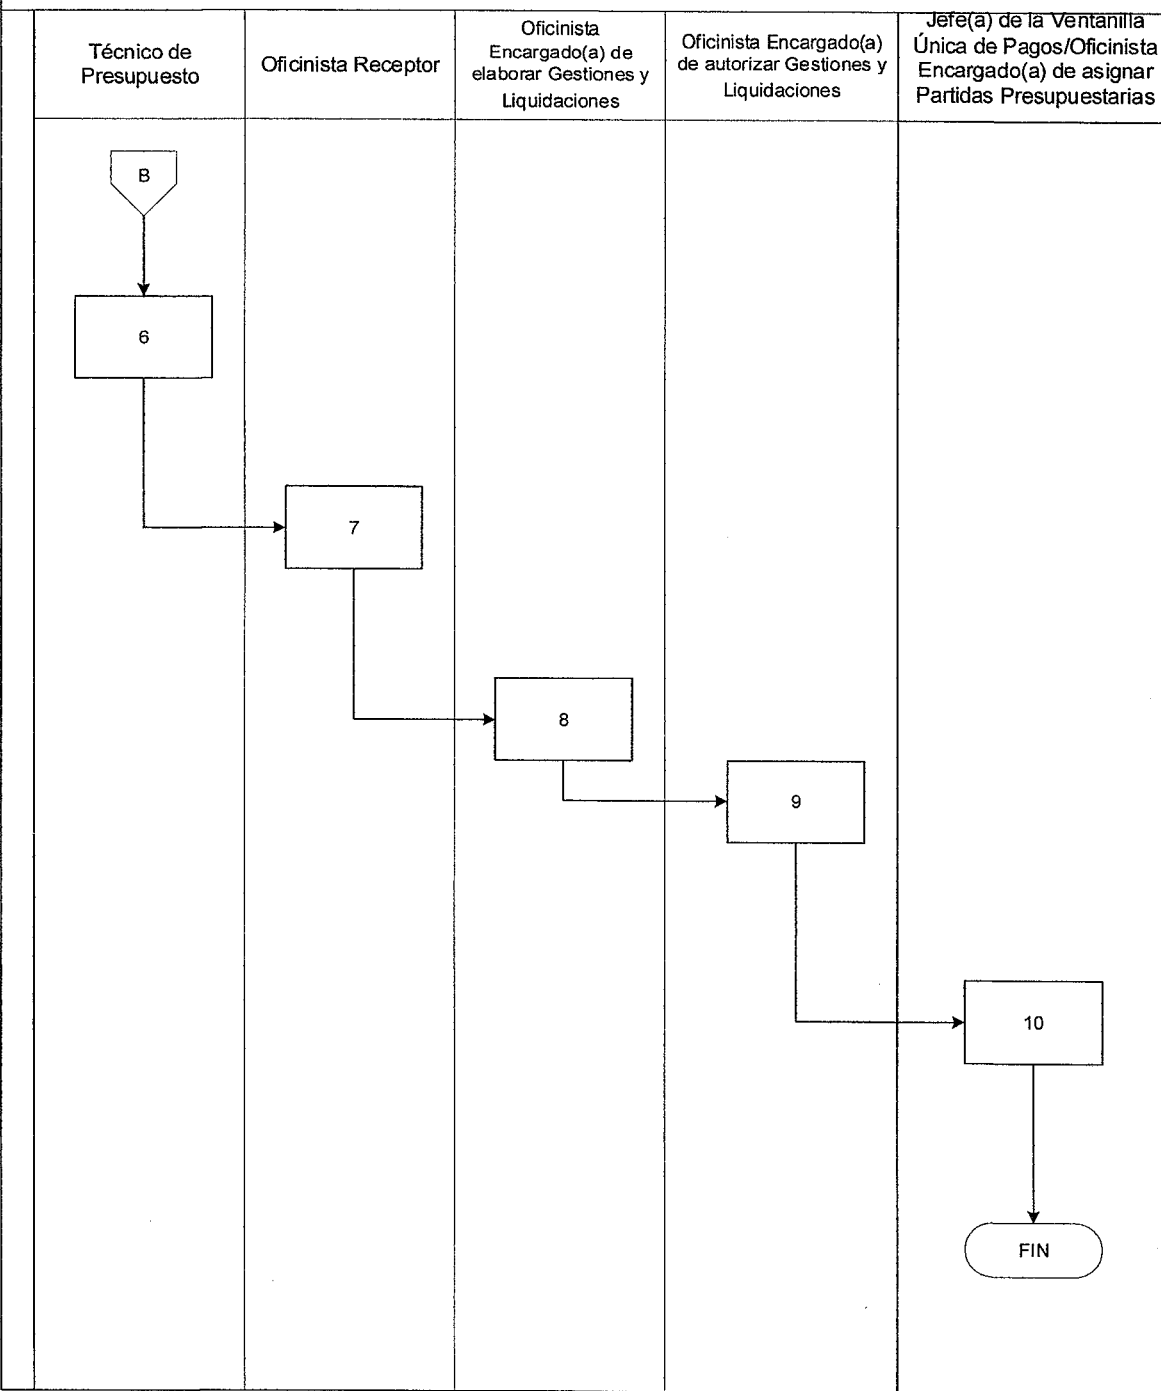 Técnico de
Presupuesto
Oficinista Receptor
Oficinista
Encargado(a) de
elaborar Gestiones y
Liquidaciones
Oficinista Encargado(a)
de autorizar Gestiones y
Liquidaciones
Jefe(a) de la Ventanilla
Única de Pagos/Oficinista
Encargado(a) de asignar
Partidas Presupuestarias
B
6
7
8
9
10
FIN